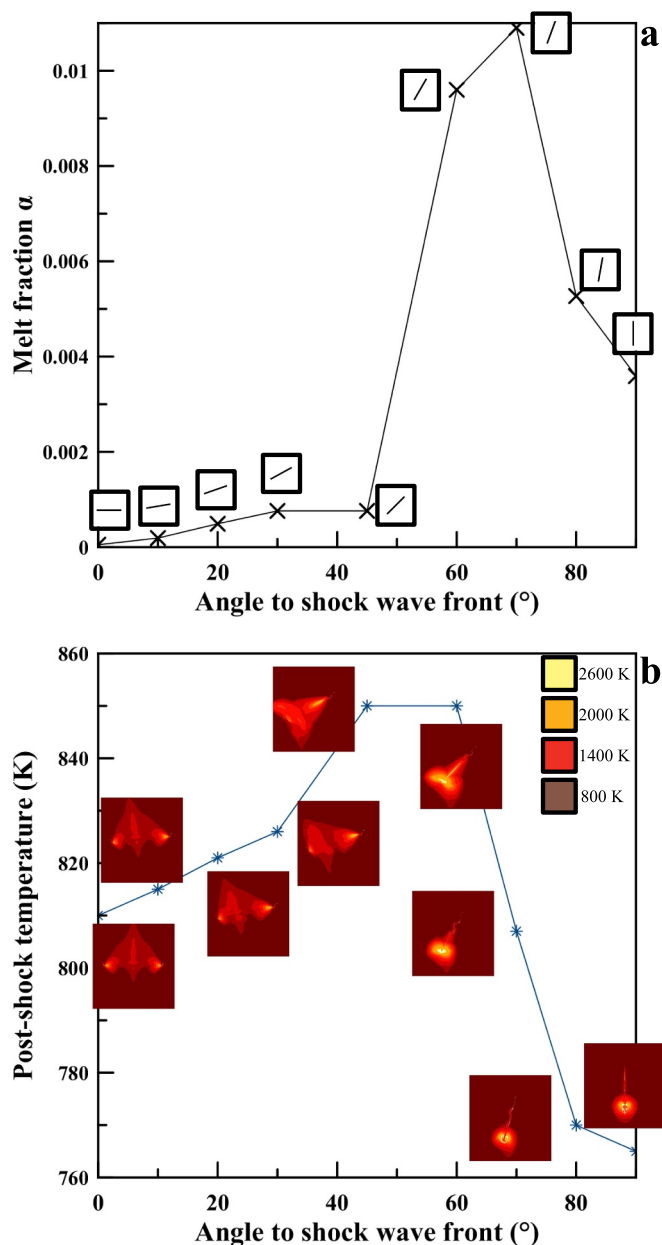 a
0.01
0.008
0.006
0.004
0.002
0
Melt fraction α
0 20 40 60 80
Angle to shock wave front (°)
b
860
840
820
800
780
760
Post-shock temperature (K)
2600 K
2000 K
1400 K
800 K
0 20 40 60 80
Angle to shock wave front (°)